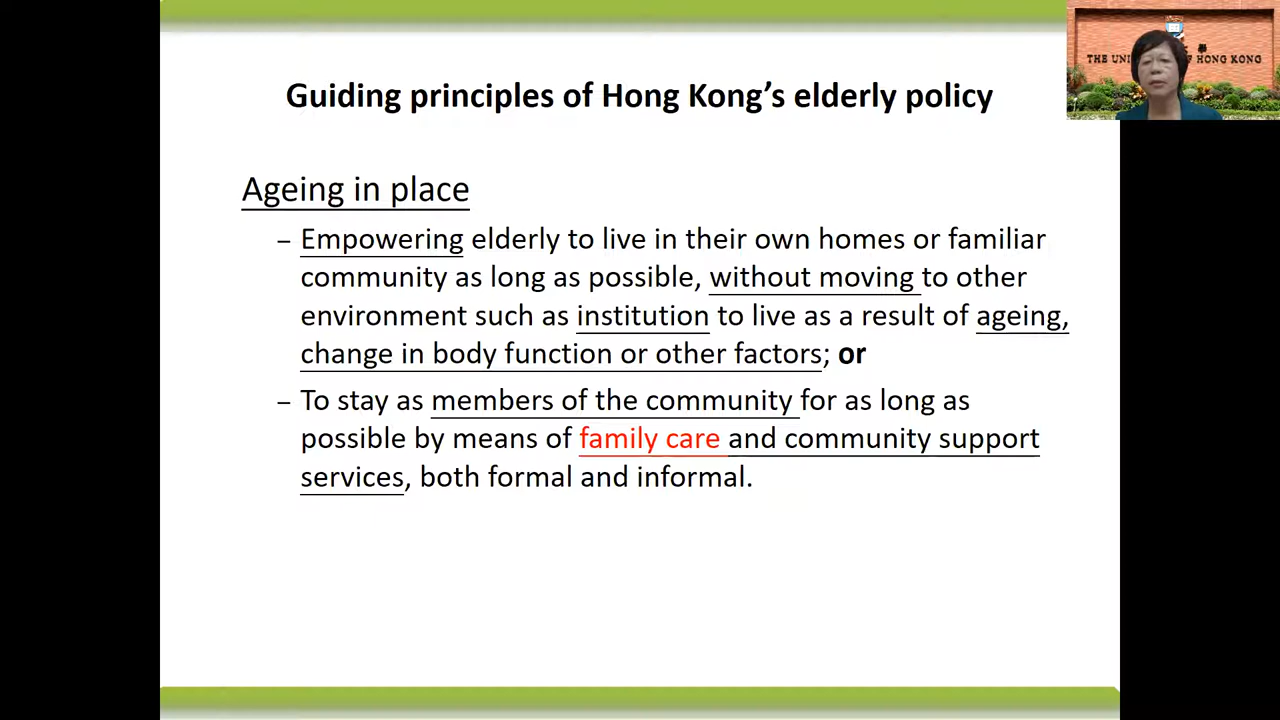 Guiding principles of Hong Kong's elderly policy
THE UNI OF HONG KONG
Ageing in place
– Empowering elderly to live in their own homes or familiar
community as long as possible, without moving to other
environment such as institution to live as a result of ageing,
change in body function or other factors; or
– To stay as members of the community for as long as
possible by means of family care and community support
services, both formal and informal.